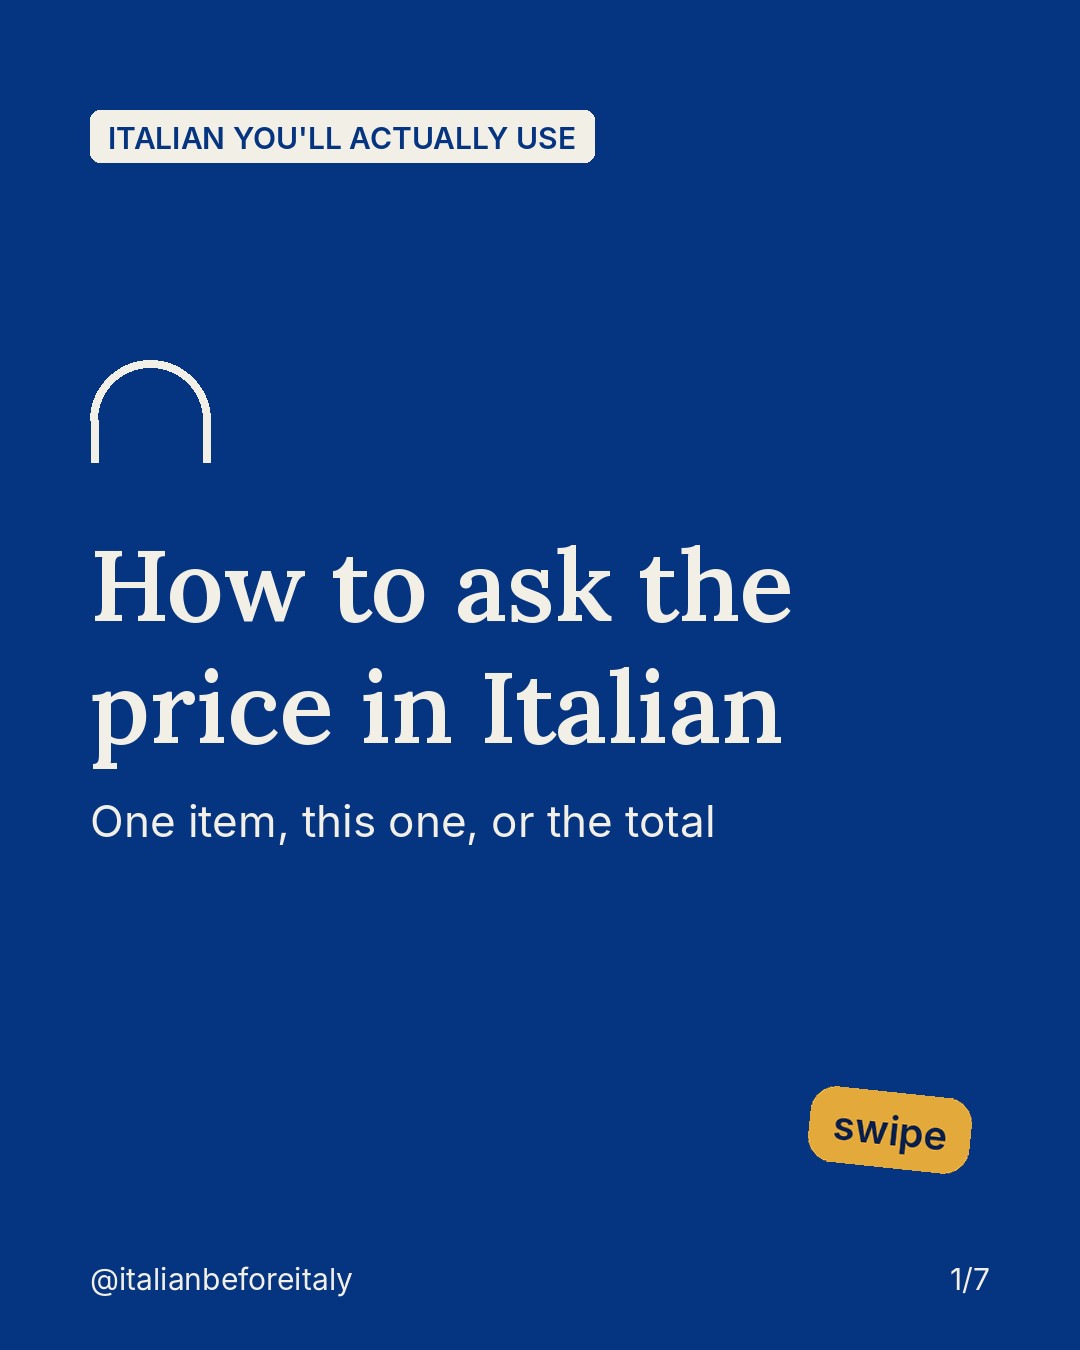 ITALIAN YOU'LL ACTUALLY USE
How to ask the
price in Italian
One item, this one, or the total
swipe
@italianbeforeitaly
1/7